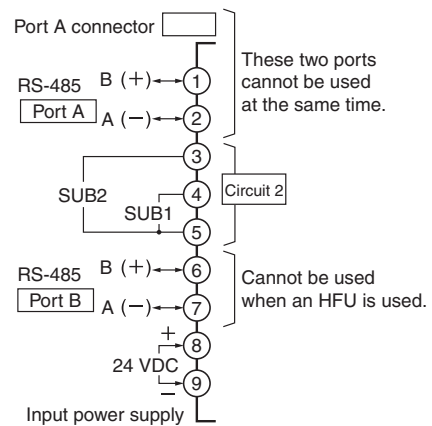 Port A connector
These two ports
cannot be used
at the same time.
RS-485
B (+)
1
Port A
A (−)
2
3
SUB2
SUB1
4
Circuit 2
5
RS-485
B (+)
6
Port B
A (−)
7
Cannot be used
when an HFU is used.
+
8
24 VDC
−
9
Input power supply